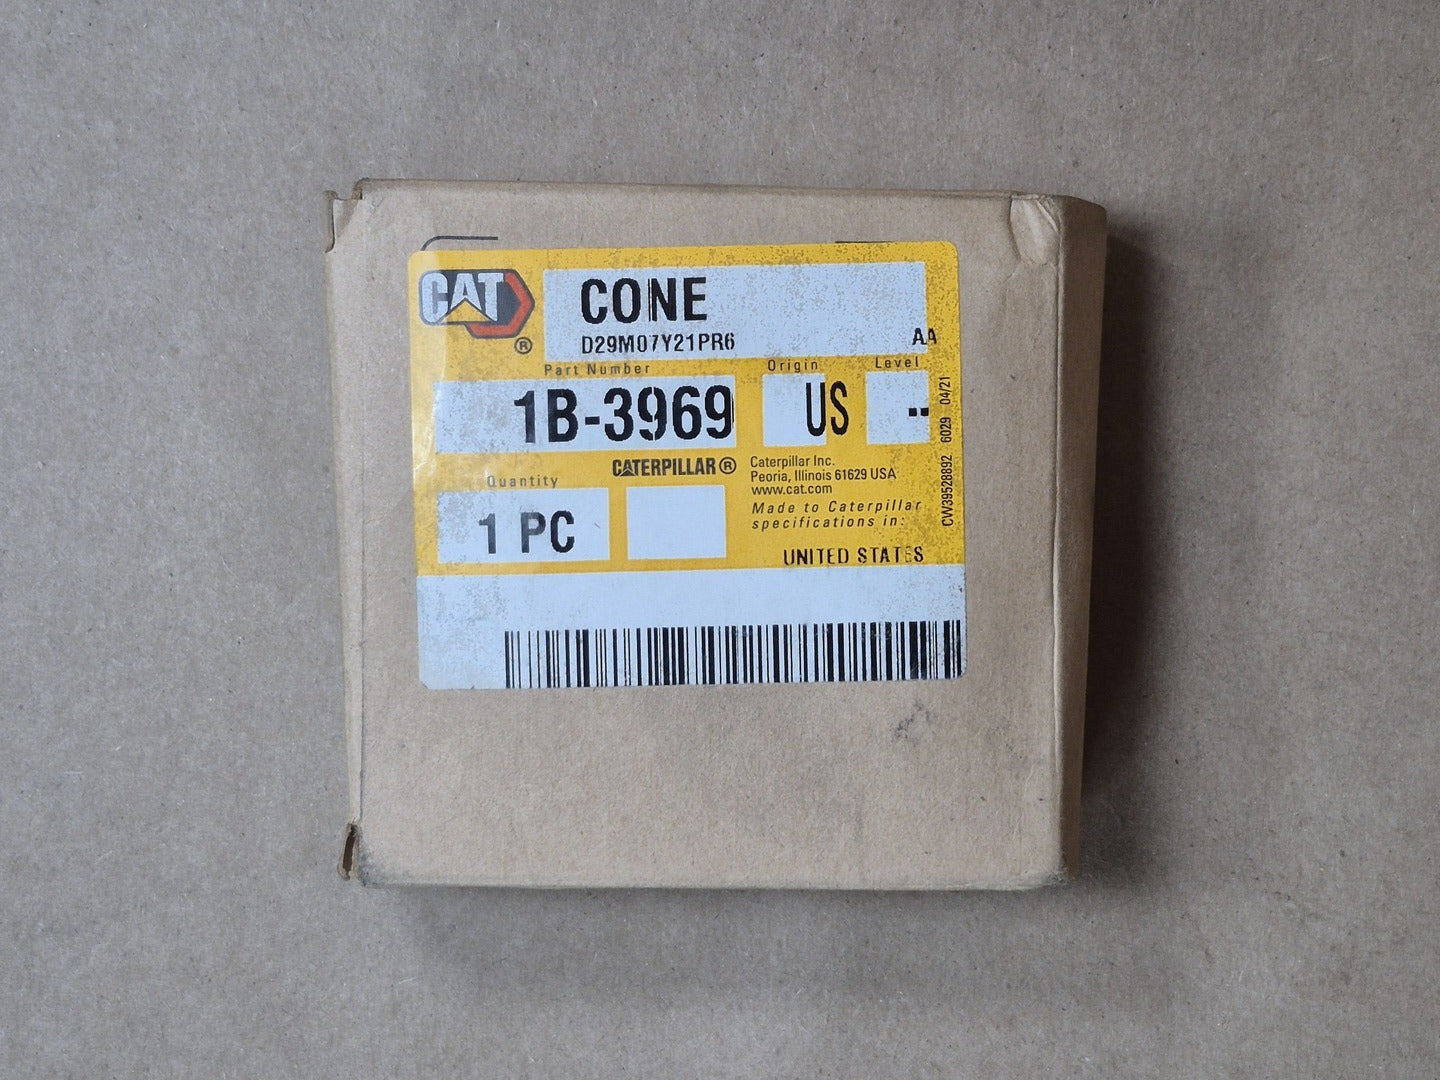 CAT
®
CONE
D29M07Y21PR6 AA
Part Number Origin Level
1B-3969 US --
Quantity
CATERPILLAR®
1 PC
Caterpillar Inc.
Peoria, Illinois 61629 USA
www.cat.com
Made to Caterpillar
specifications in:
UNITED STATES
CW39528892 6029 04/21